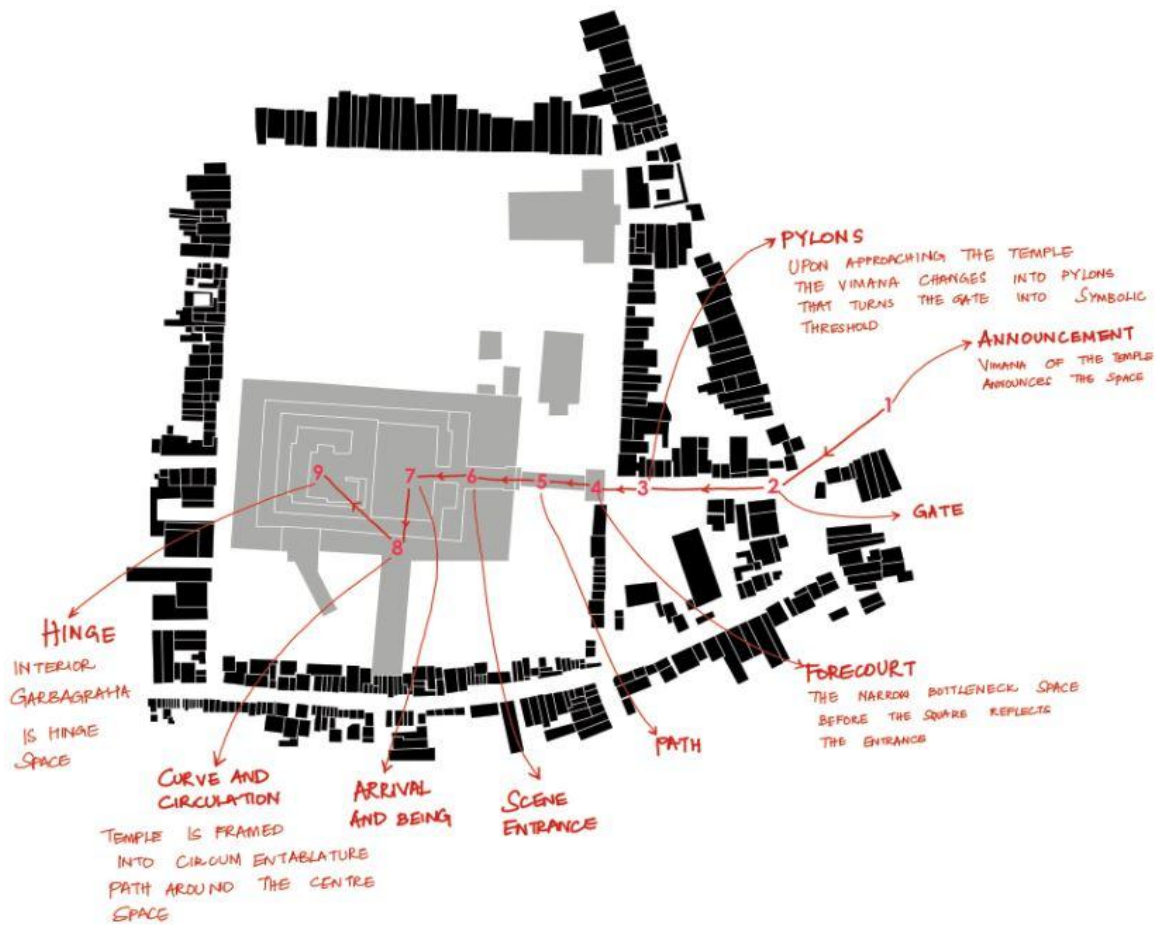 PYLONS
UPON APPROACHING THE TEMPLE
THE VIMANA CHANGES INTO PYLONS
THAT TURNS THE GATE INTO SYMBOLIC
THRESHOLD
ANNOUNCEMENT
VIMANA OF THE TEMPLE
ANNOUNCES THE SPACE
1
2
3
4
5
6
7
8
9
GATE
FORECOURT
THE NARROW BOTTLENECK SPACE
BEFORE THE SQUARE REFLECTS
THE ENTRANCE
PATH
SCENE
ENTRANCE
ARRIVAL
AND BEING
CURVE AND
CIRCULATION
TEMPLE IS FRAMED
INTO CIRCUM ENTABLATURE
PATH AROUND THE CENTRE
SPACE
HINGE
INTERIOR
GARBAGRAHA
IS HINGE
SPACE